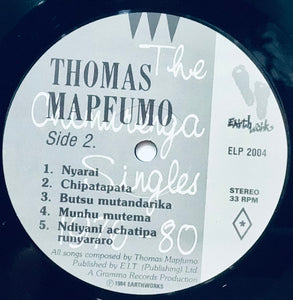 THOMAS
MAPFUMO
The
Chimurenga
Singles
1976 80
Side 2.
Earthworks
ELP 2004
STEREO
33 RPM
1. Nyarai
2. Chipatapata
3. Butsu mutandarika
4. Munhu mutema
5. Ndiyani achatipa
rugyararo
All songs composed by Thomas Mapfumo
Published by E.I.T (Publishing) Ltd.
A Gramma Records Production
© 1984 EARTHWORKS